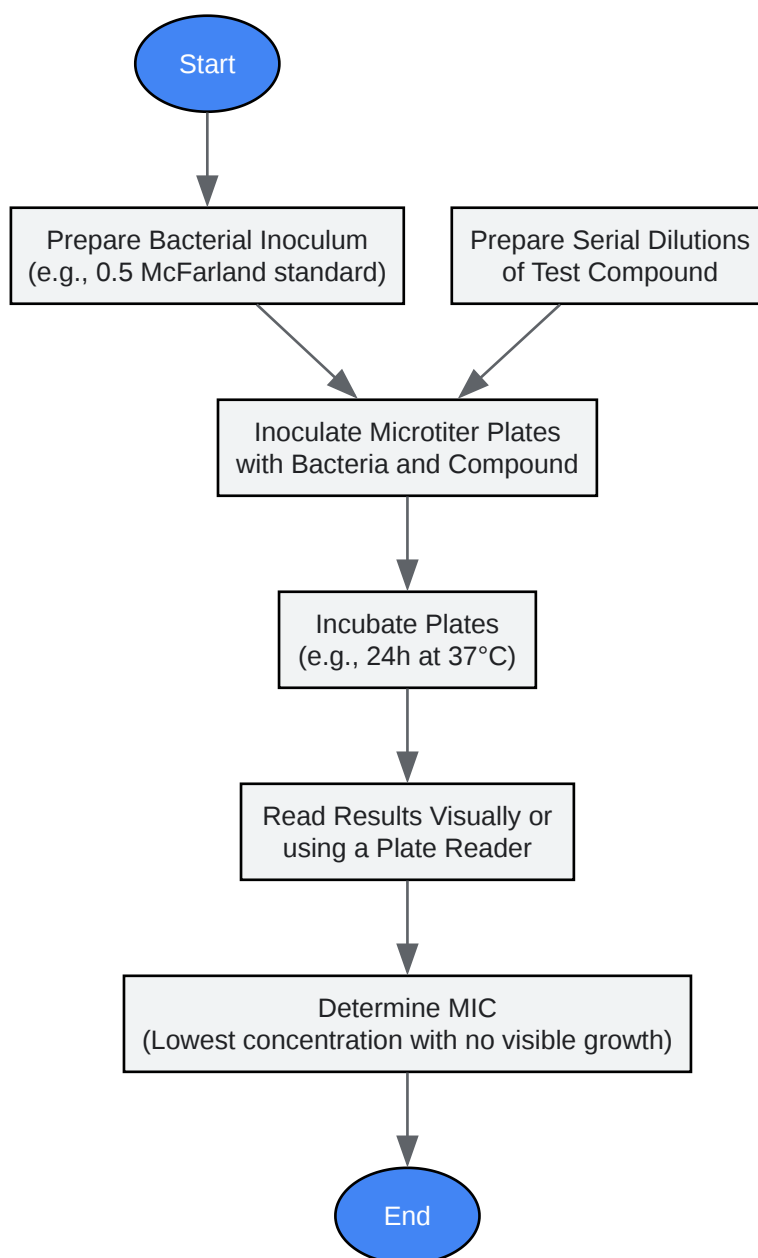 Start
Prepare Bacterial Inoculum
(e.g., 0.5 McFarland standard)
Prepare Serial Dilutions
of Test Compound
Inoculate Microtiter Plates
with Bacteria and Compound
Incubate Plates
(e.g., 24h at 37°C)
Read Results Visually or
using a Plate Reader
Determine MIC
(Lowest concentration with no visible growth)
End